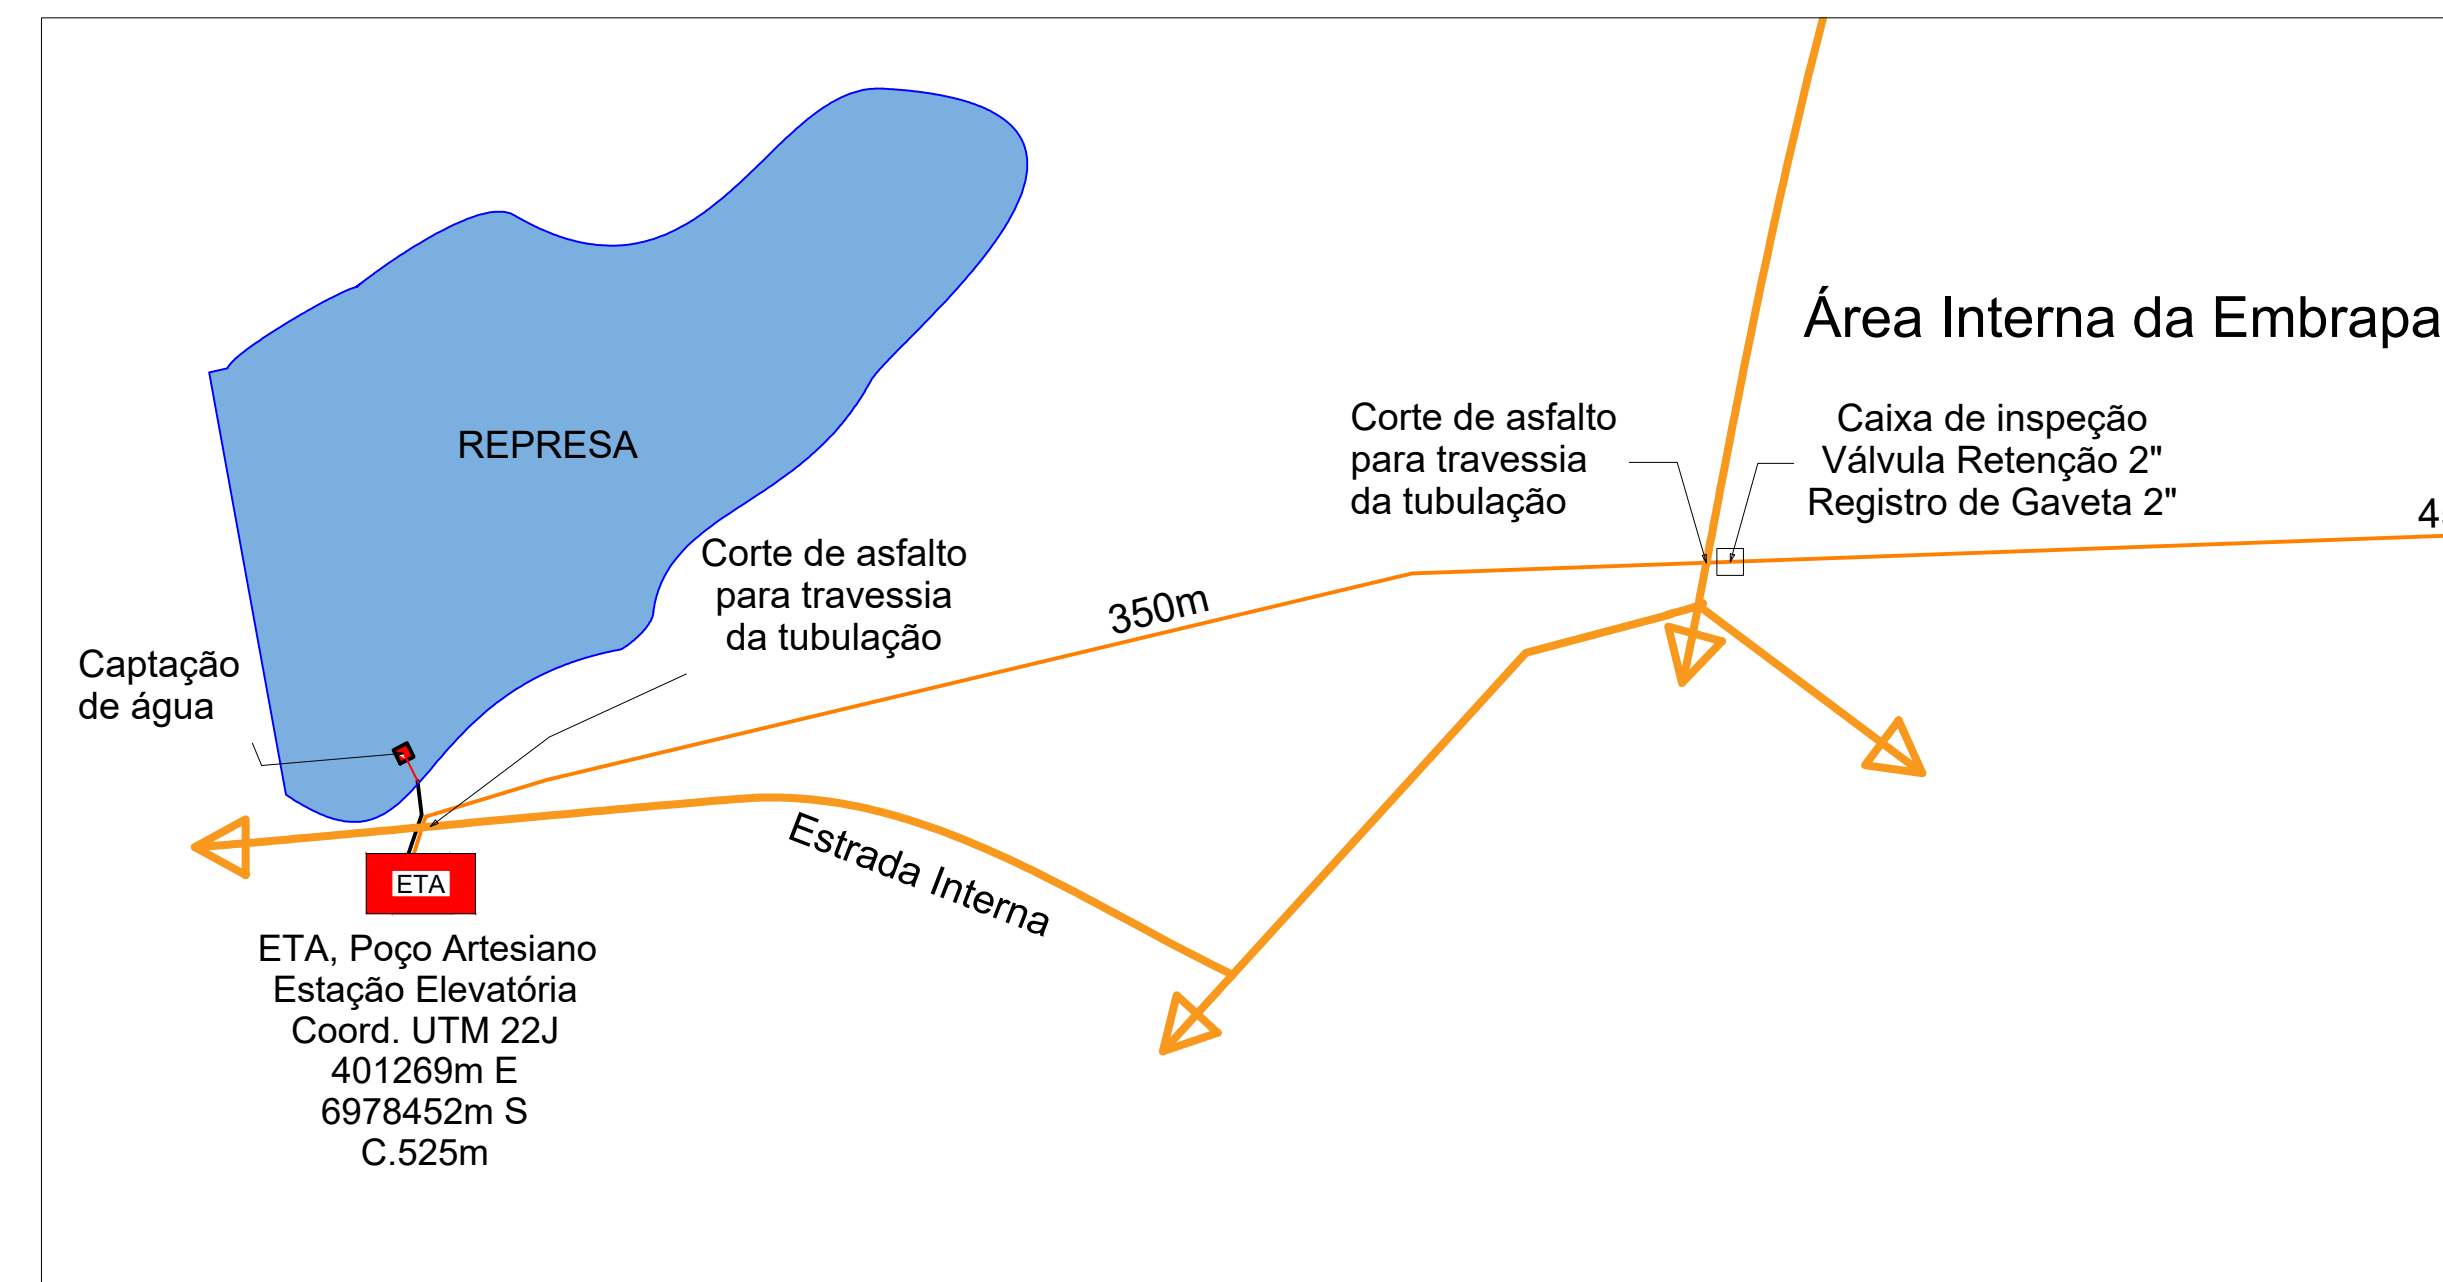 Área Interna da Embrapa
REPRESA
Corte de asfalto
para travessia
da tubulação
Caixa de inspeção
Válvula Retenção 2"
Registro de Gaveta 2"
Corte de asfalto
para travessia
da tubulação
350m
Captação
de água
Estrada Interna
ETA
ETA, Poço Artesiano
Estação Elevatória
Coord. UTM 22J
401269m E
6978452m S
C.525m